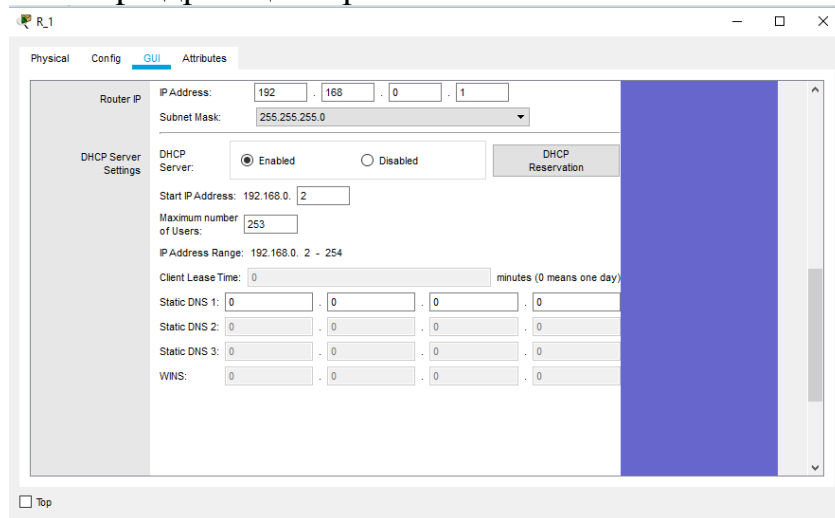 R_1
Physical Config GUI Attributes
Router IP
IP Address: 192 . 168 . 0 . 1
Subnet Mask: 255.255.255.0
DHCP Server Settings
DHCP Server: Enabled Disabled DHCP Reservation
Start IP Address: 192.168.0. 2
Maximum number of Users: 253
IP Address Range: 192.168.0. 2 - 254
Client Lease Time: 0 minutes (0 means one day)
Static DNS 1: 0 . 0 . 0 . 0
Static DNS 2: 0 . 0 . 0 . 0
Static DNS 3: 0 . 0 . 0 . 0
WINS: 0 . 0 . 0 . 0
Top